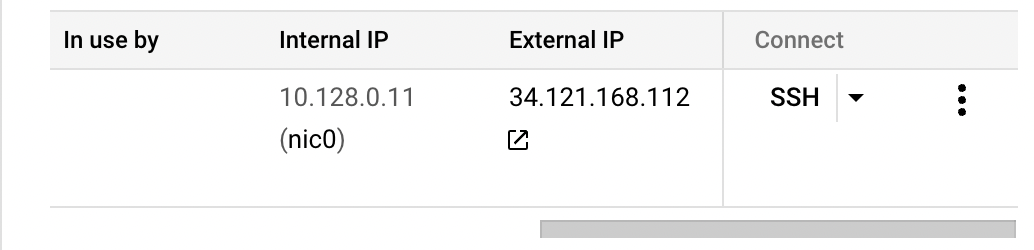 In use by Internal IP External IP Connect
10.128.0.11 34.121.168.112 SSH
(nic0)